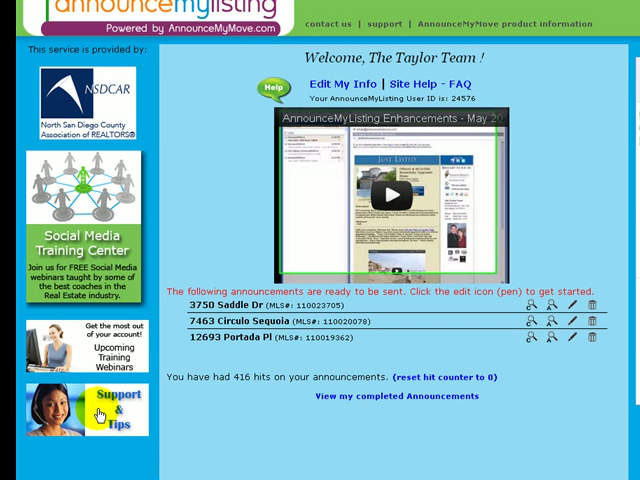 announcemylisting
Powered by AnnounceMyMove.com
contact us | support | AnnounceMyMove product information
This service is provided by:
NSDCAR
North San Diego County
Association of REALTORS®
Social Media
Training Center
Join us for FREE Social Media
webinars taught by some of
the best coaches in the
Real Estate industry.
Get the most out
of your account!
Upcoming
Training
Webinars
Support
&
Tips
Welcome, The Taylor Team !
Help
Edit My Info | Site Help - FAQ
Your AnnounceMyListing User ID is: 24576
AnnounceMyListing Enhancements - May 20
JUST LISTED
The following announcements are ready to be sent. Click the edit icon (pen) to get started.
3750 Saddle Dr (MLS#: 110023705)
7463 Circulo Sequoia (MLS#: 110020078)
12693 Portada Pl (MLS#: 110019362)
You have had 416 hits on your announcements. (reset hit counter to 0)
View my completed Announcements